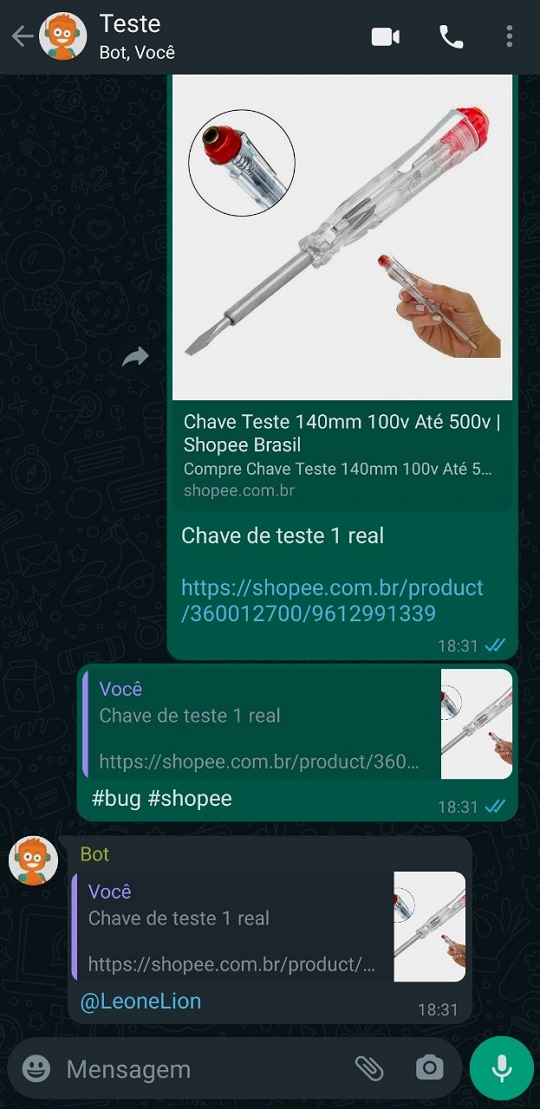 Teste
Bot, Você
Chave Teste 140mm 100v Até 500v |
Shopee Brasil
Compre Chave Teste 140mm 100v Até 5...
shopee.com.br
Chave de teste 1 real
https://shopee.com.br/product
/360012700/9612991339
18:31
Você
Chave de teste 1 real
https://shopee.com.br/product/360...
#bug #shopee
18:31
Bot
Você
Chave de teste 1 real
https://shopee.com.br/product/...
@LeoneLion
18:31
Mensagem